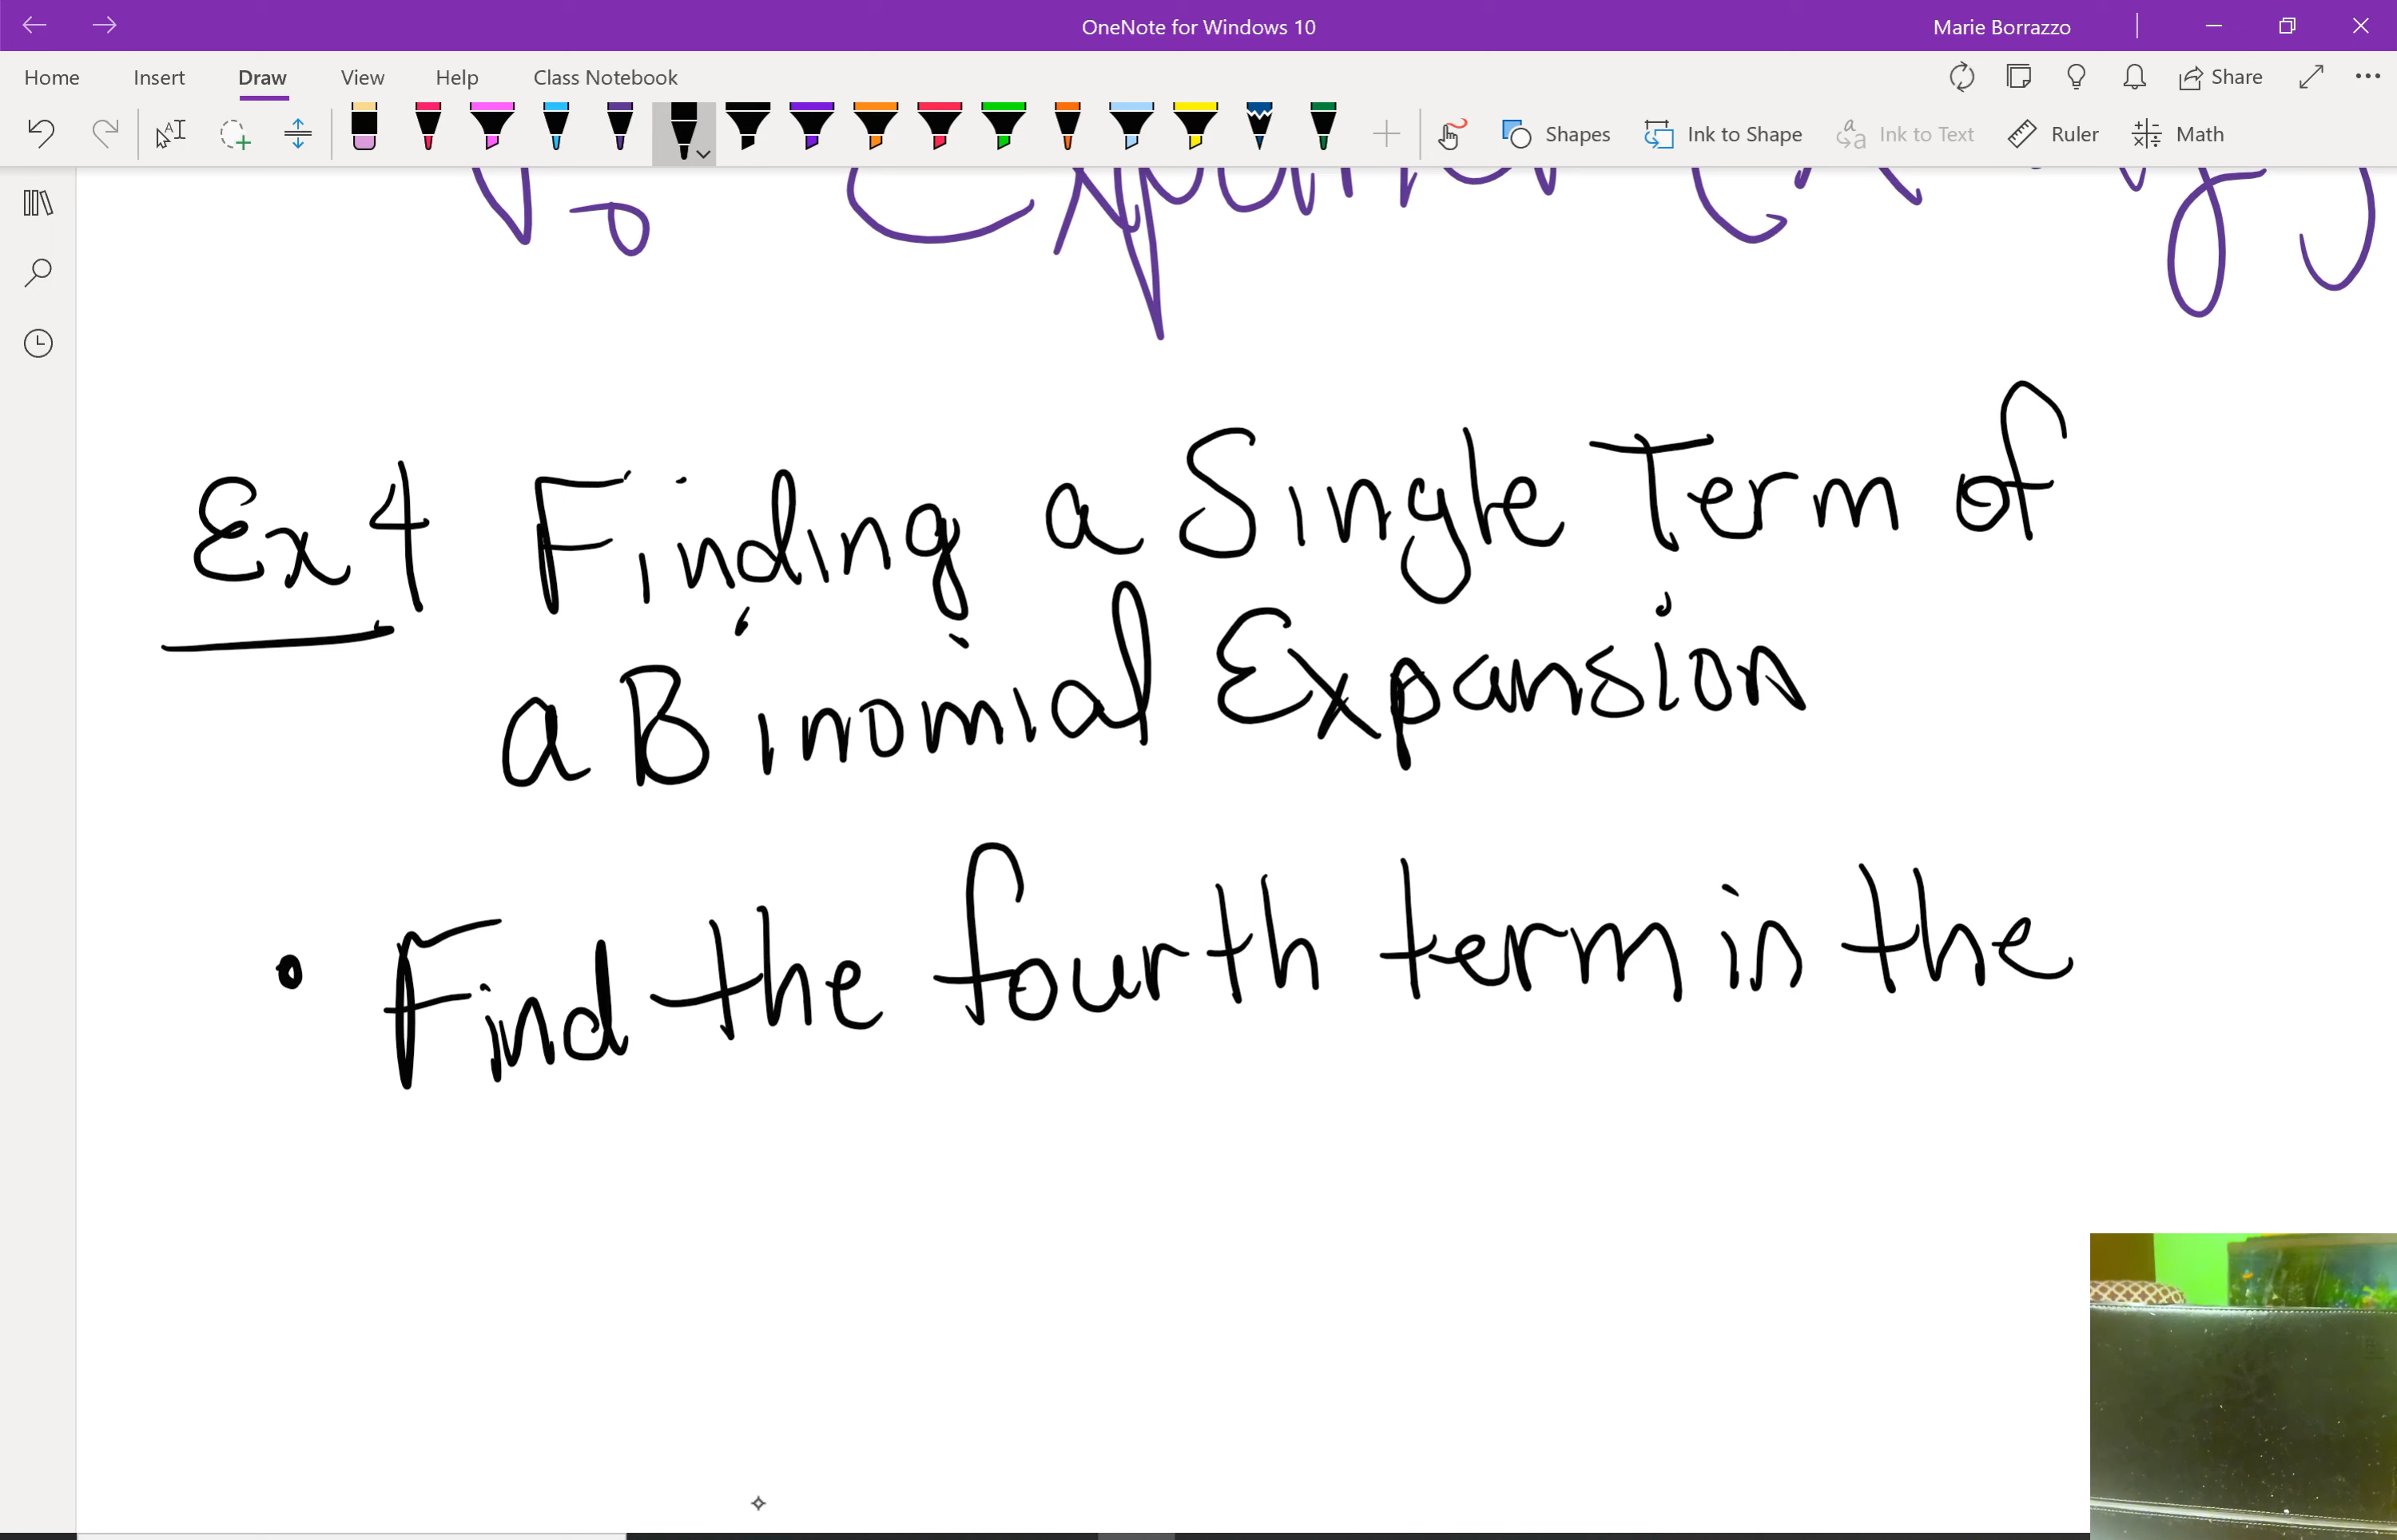 OneNote for Windows 10
Marie Borrazzo
Home Insert Draw View Help Class Notebook
Share
Shapes Ink to Shape Ink to Text Ruler Math
Ex 4 Finding a Single Term of
a Binomial Expansion
• Find the fourth term in the